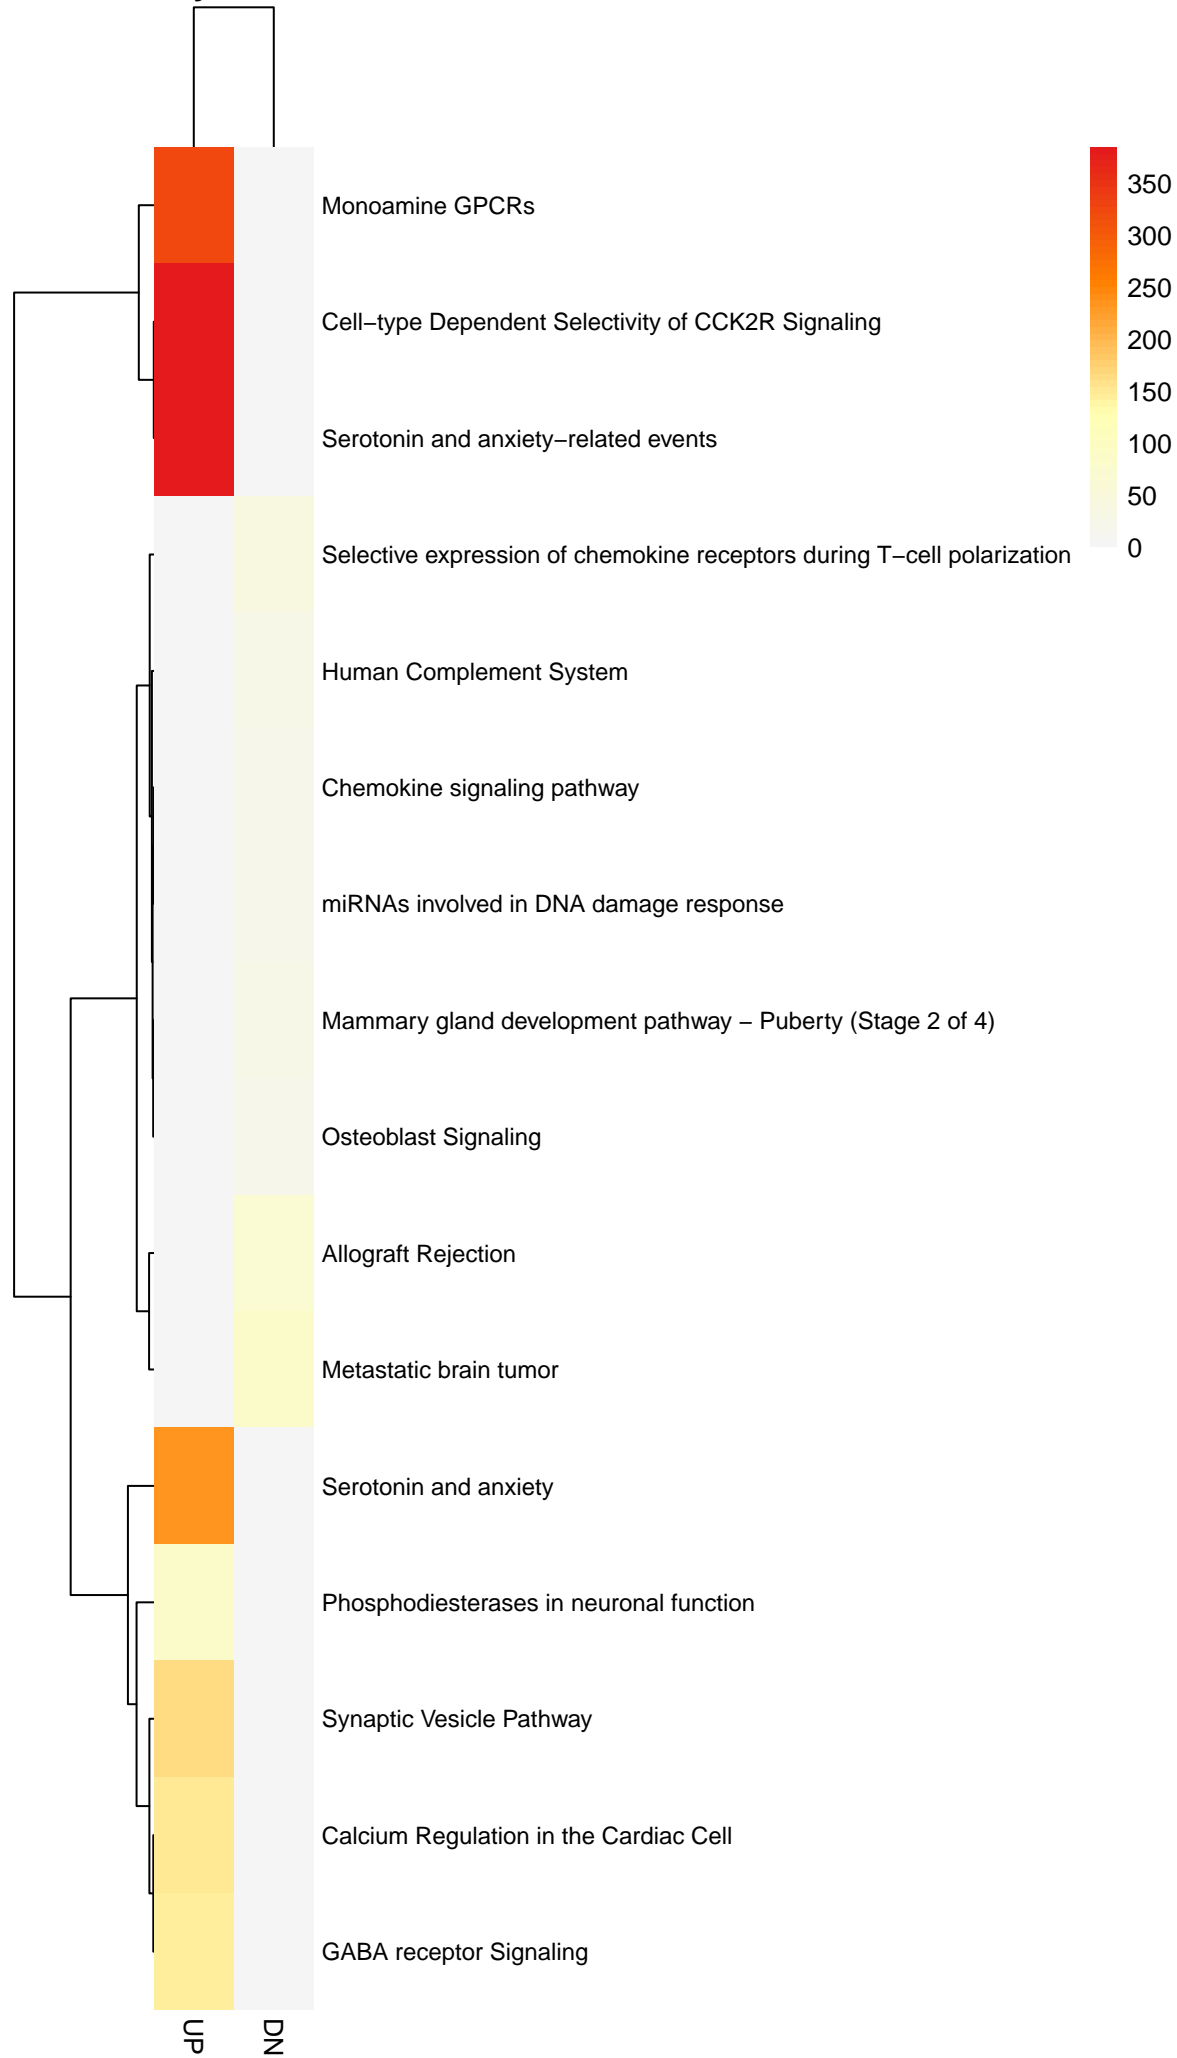 Monoamine GPCRs
Cell−type Dependent Selectivity of CCK2R Signaling
Serotonin and anxiety−related events
Selective expression of chemokine receptors during T−cell polarization
Human Complement System
Chemokine signaling pathway
miRNAs involved in DNA damage response
Mammary gland development pathway − Puberty (Stage 2 of 4)
Osteoblast Signaling
Allograft Rejection
Metastatic brain tumor
Serotonin and anxiety
Phosphodiesterases in neuronal function
Synaptic Vesicle Pathway
Calcium Regulation in the Cardiac Cell
GABA receptor Signaling
UP
DN
350
300
250
200
150
100
50
0